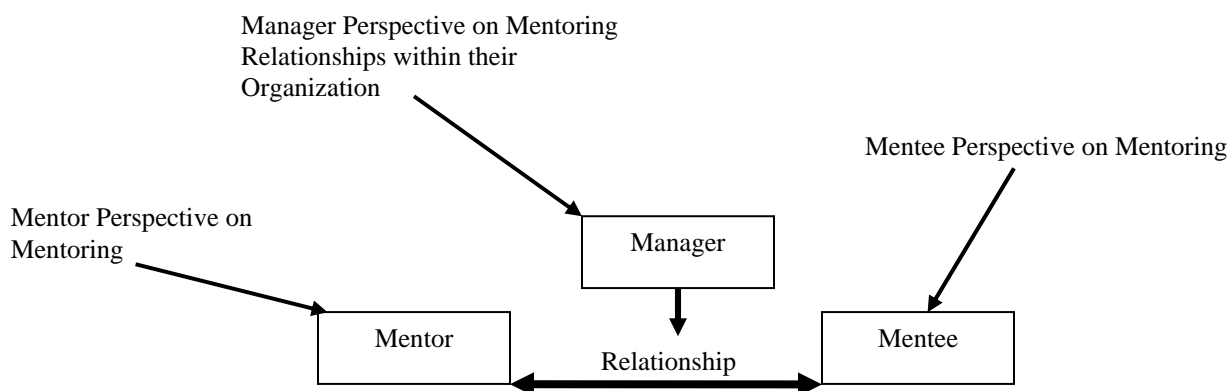 Manager Perspective on Mentoring
Relationships within their
Organization
Mentee Perspective on Mentoring
Mentor Perspective on
Mentoring
Manager
Mentor
Relationship
Mentee